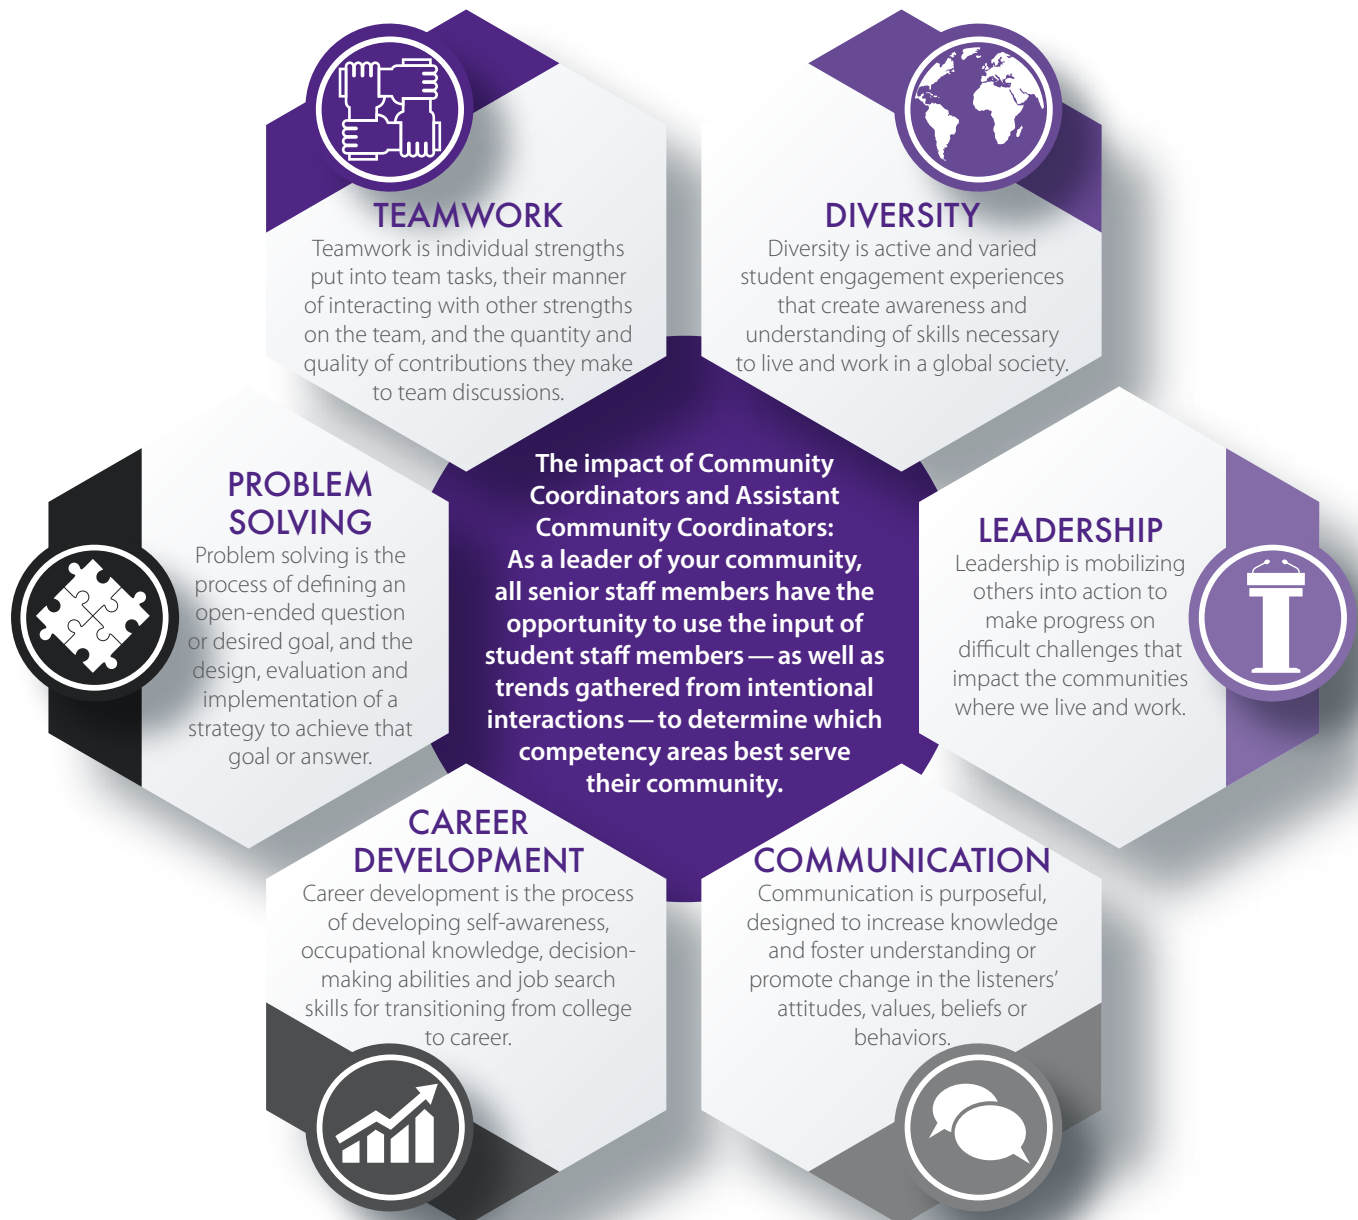 TEAMWORK
Teamwork is individual strengths
put into team tasks, their manner
of interacting with other strengths
on the team, and the quantity and
quality of contributions they make
to team discussions.
DIVERSITY
Diversity is active and varied
student engagement experiences
that create awareness and
understanding of skills necessary
to live and work in a global society.
PROBLEM
SOLVING
Problem solving is the
process of defining an
open-ended question
or desired goal, and the
design, evaluation and
implementation of a
strategy to achieve that
goal or answer.
The impact of Community
Coordinators and Assistant
Community Coordinators:
As a leader of your community,
all senior staff members have the
opportunity to use the input of
student staff members — as well as
trends gathered from intentional
interactions — to determine which
competency areas best serve
their community.
LEADERSHIP
Leadership is mobilizing
others into action to
make progress on
difficult challenges that
impact the communities
where we live and work.
CAREER
DEVELOPMENT
Career development is the process
of developing self-awareness,
occupational knowledge, decision-
making abilities and job search
skills for transitioning from college
to career.
COMMUNICATION
Communication is purposeful,
designed to increase knowledge
and foster understanding or
promote change in the listeners’
attitudes, values, beliefs or
behaviors.